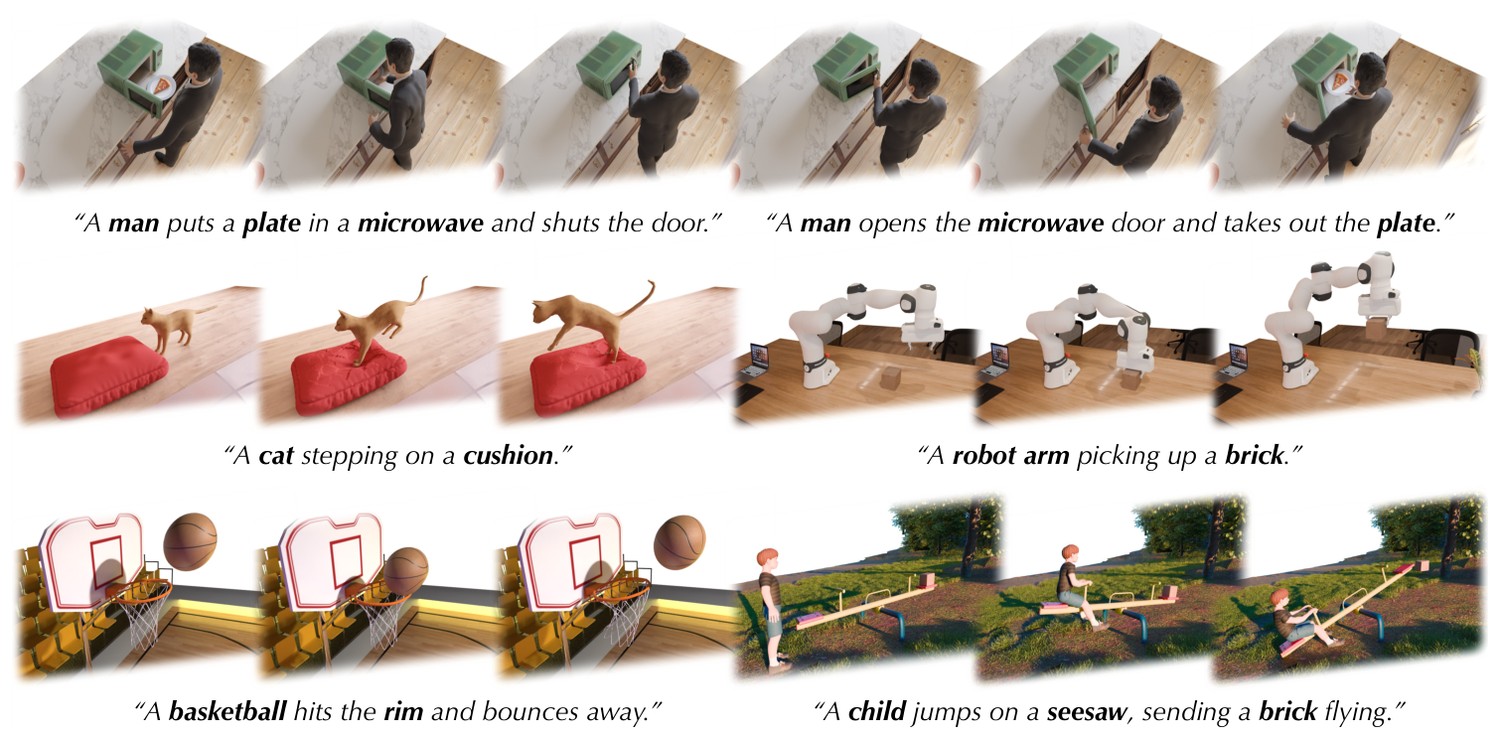 “A man puts a plate in a microwave and shuts the door.”
“A man opens the microwave door and takes out the plate.”
“A cat stepping on a cushion.”
“A robot arm picking up a brick.”
“A basketball hits the rim and bounces away.”
“A child jumps on a seesaw, sending a brick flying.”